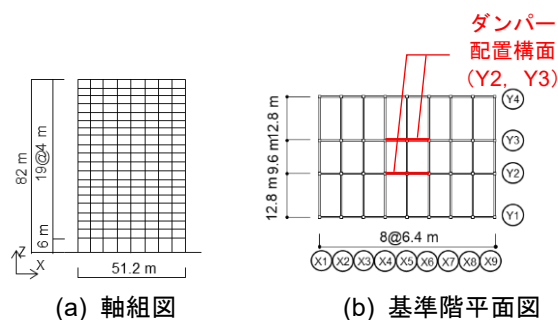 ダンパー
配置構面
(Y2, Y3)
82 m
19@4 m
6 m
Z
X
51.2 m
(a) 軸組図
12.8 m
9.6 m
12.8 m
Y4
Y3
Y2
Y1
8@6.4 m
X1 X2 X3 X4 X5 X6 X7 X8 X9
(b) 基準階平面図